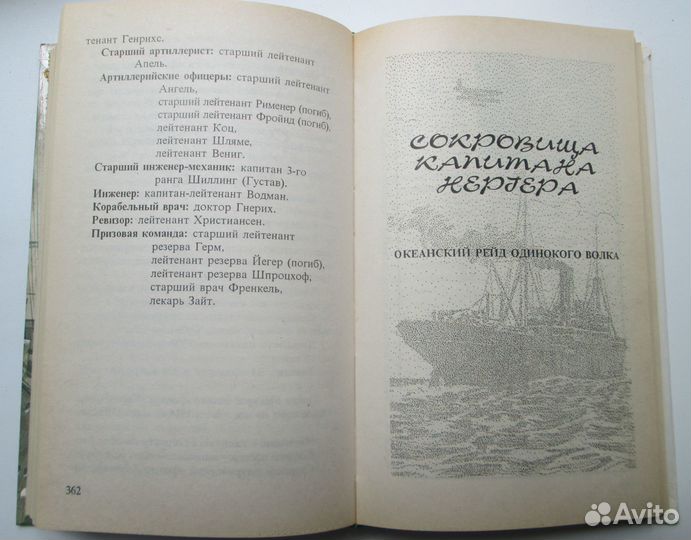 тенант Генрихс.
Старший артиллерист: старший лейтенант
Апель.
Артиллерийские офицеры: старший лейтенант
Ангель,
старший лейтенант Рименер (погиб),
старший лейтенант Фройнд (погиб),
лейтенант Коц,
лейтенант Шляме,
лейтенант Вениг.
Старший инженер-механик: капитан 3-го
ранга Шиллинг (Густав).
Инженер: капитан-лейтенант Водман.
Корабельный врач: доктор Гнерих.
Ревизор: лейтенант Христиансен.
Призовая команда: старший лейтенант
резерва Герм,
лейтенант резерва Йегер (погиб),
лейтенант резерва Шпроцхоф,
старший врач Френкель,
лекарь Зайт.
362
СОКРОВИЩА
КАПИТАНА
НЕРГЕРА
ОКЕАНСКИЙ РЕЙД ОДИНОКОГО ВОЛКА
Avito